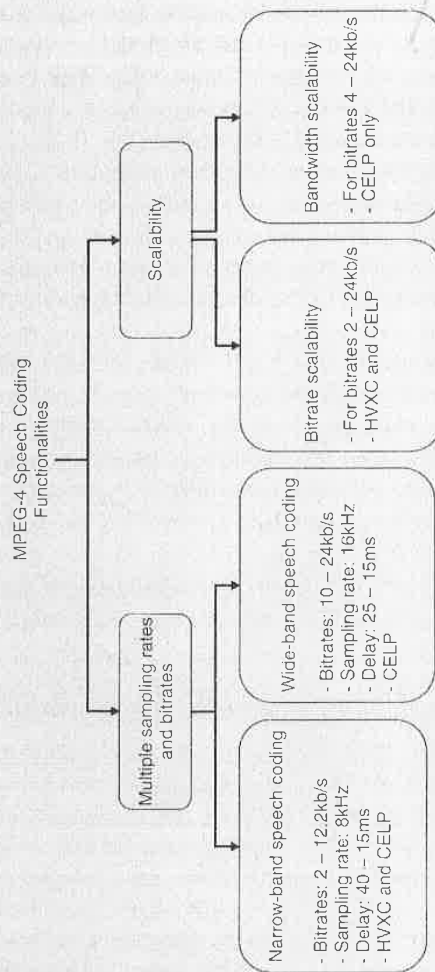 MPEG-4 Speech Coding
Functionalities
Multiple sampling rates
and bitrates
Scalability
Narrow-band speech coding
- Bitrates: 2 – 12.2kb/s
- Sampling rate: 8kHz
- Delay: 40 – 15ms
- HVXC and CELP
Wide-band speech coding
- Bitrates: 10 – 24kb/s
- Sampling rate: 16kHz
- Delay: 25 – 15ms
- CELP
Bitrate scalability
- For bitrates 2 – 24kb/s
- HVXC and CELP
Bandwidth scalability
- For bitrates 4 – 24kb/s
- CELP only